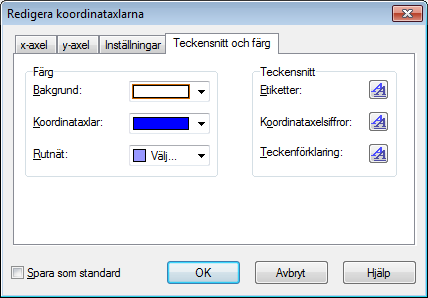 Redigera koordinataxlarna
x-axel y-axel Inställningar Teckensnitt och färg
Färg
Bakgrund:
Koordinataxlar:
Rutnät: Välj...
Teckensnitt
Etiketter:
Koordinataxelsiffror:
Teckenförklaring:
Spara som standard OK Avbryt Hjälp